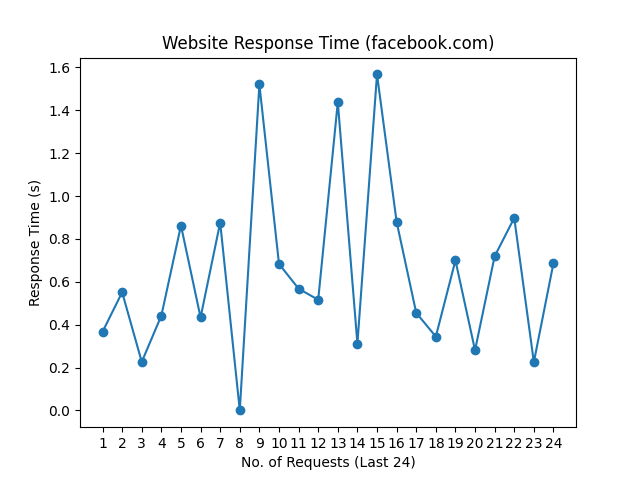 Website Response Time (facebook.com)
1.6
1.4
1.2
1.0
0.8
0.6
0.4
0.2
0.0
Response Time (s)
1 2 3 4 5 6 7 8 9 10 11 12 13 14 15 16 17 18 19 20 21 22 23 24
No. of Requests (Last 24)